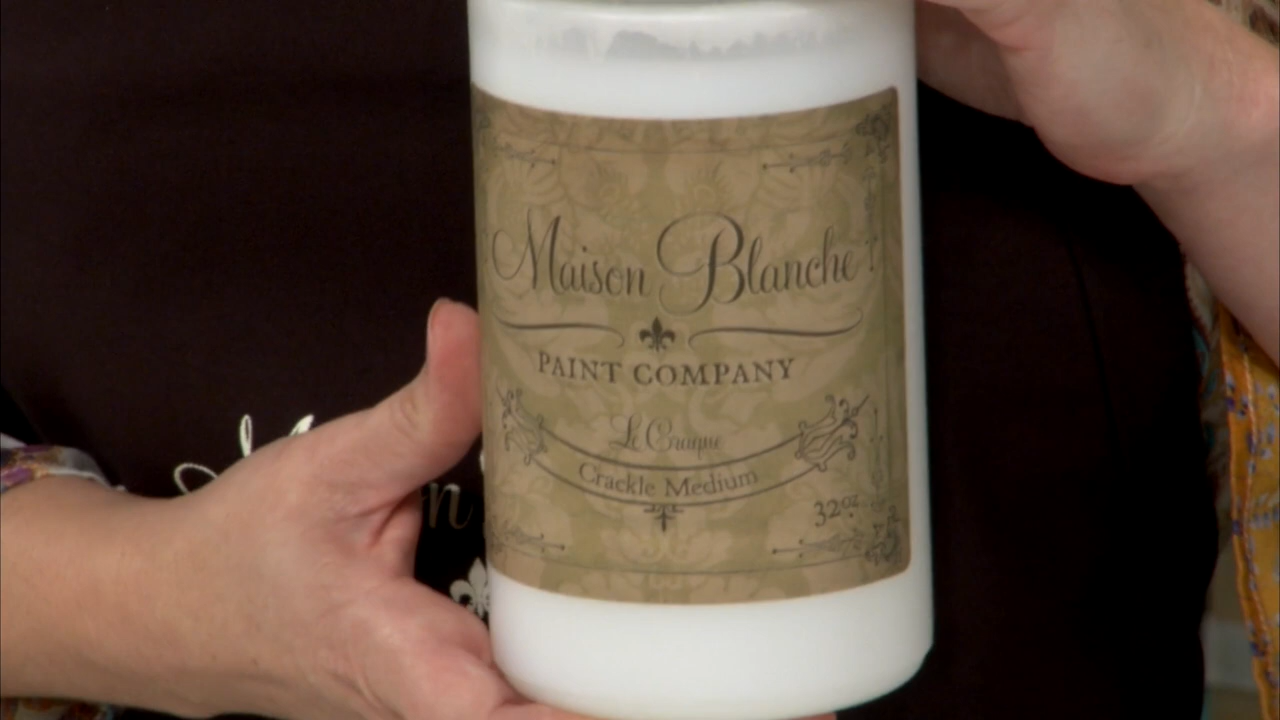 Maison Blanche
PAINT COMPANY
Le Craque
Crackle Medium
32oz